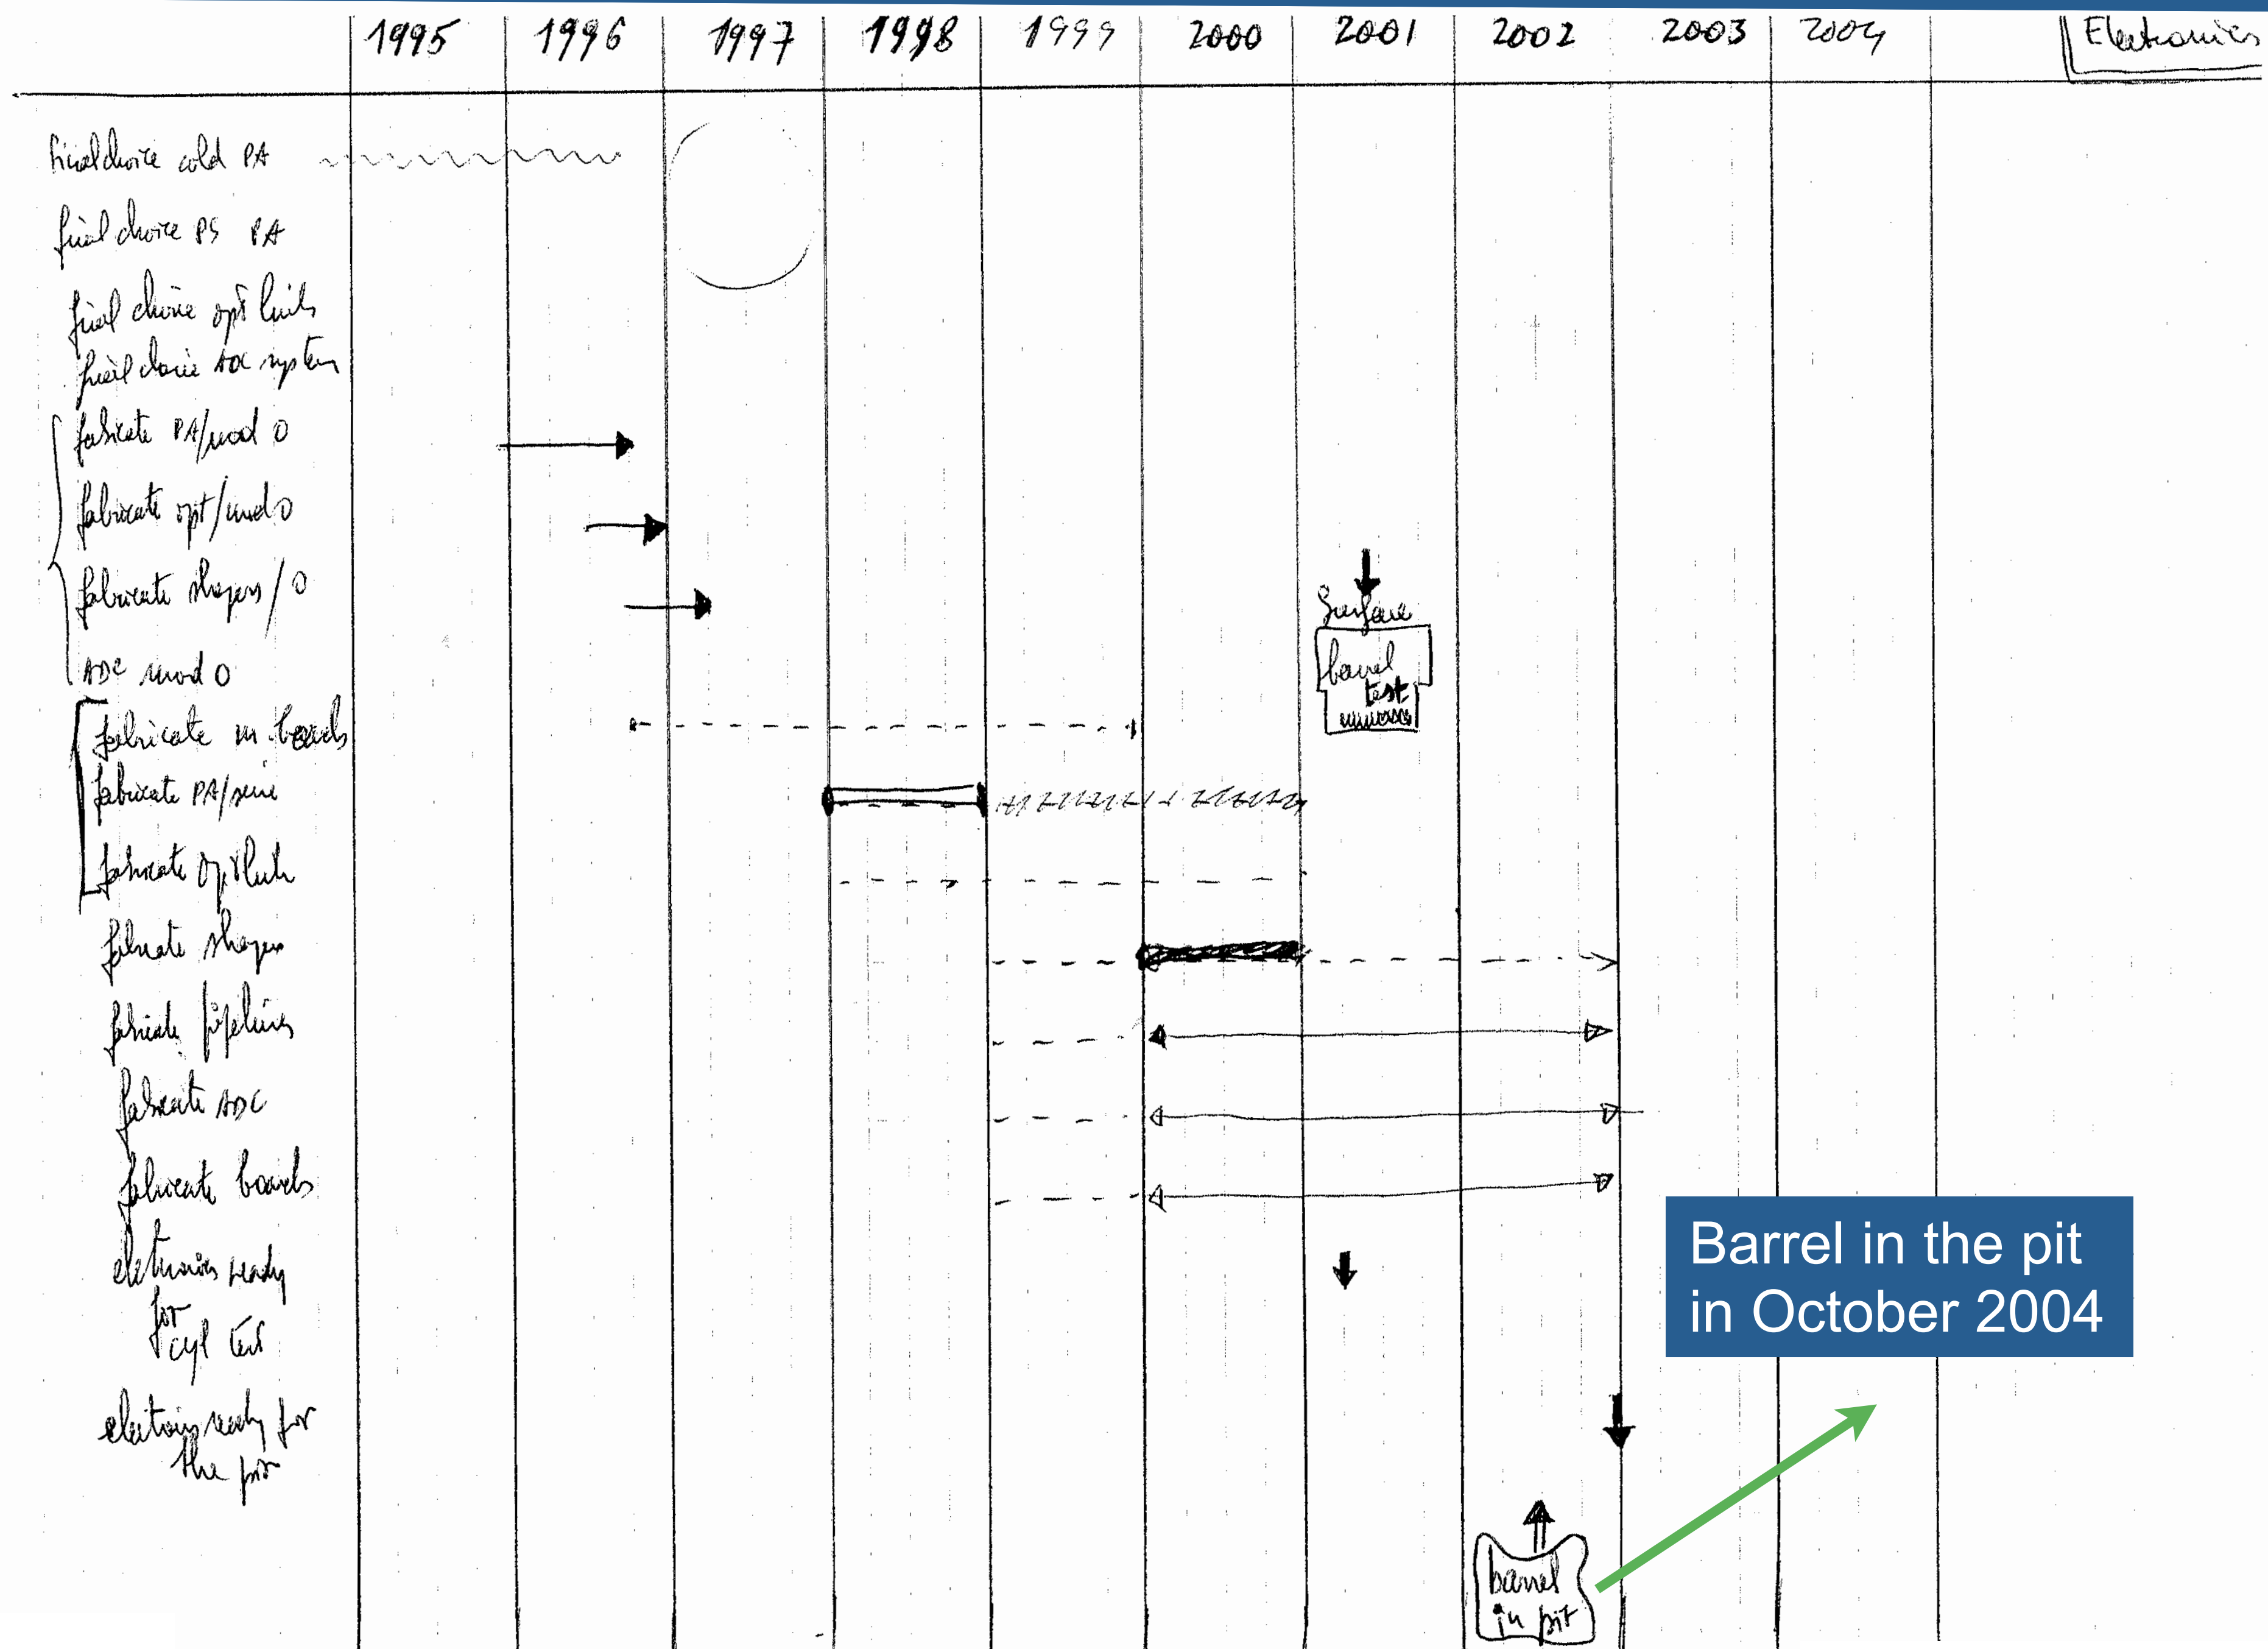 1995 1996 1997 1998 1999 2000 2001 2002 2003 2004 Electronics
final choice cold PA
final choice PS PA
final choice opt links
final choice ADC system
fabricate PA/mod 0
fabricate opt/mod 0
fabricate shapers/0
Surface
ADC mod 0
barrel
test
fabricate m. boards
fabricate PA/serie
fabricate opt link
fabricate shapers
fabricate pipelines
fabricate ADC
fabricate boards
electronics ready
for
cyl test
Barrel in the pit
in October 2004
electronics ready for
the pit
barrel
in pit